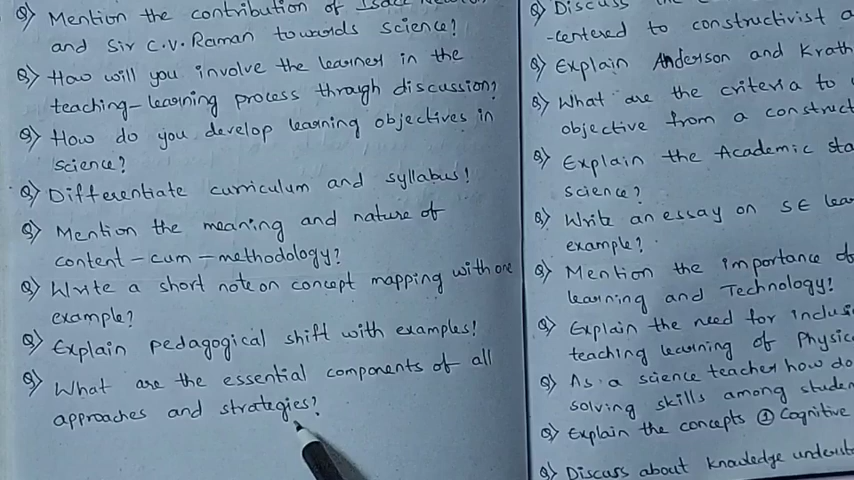 Q) Mention the contribution of Isaac
and Sir C.V. Raman towards science?
Q) How will you involve the learner in the
teaching-learning process through discussion?
Q) How do you develop learning objectives in
science?
Q) Differentiate curriculum and syllabus!
Q) Mention the meaning and nature of
content-cum-methodology?
Q) Write a short note on concept mapping with one
example?
Q) Explain pedagogical shift with examples!
Q) What are the essential components of all
approaches and strategies?
Q) Discuss the
-centered to constructivist a
Q) Explain Anderson and Krath
Q) What are the criteria to
objective from a construct
Q) Explain the Academic sta
science?
Q) Write an essay on 5E lear
example?
Q) Mention the importance of
learning and Technology!
Q) Explain the need for inclus
teaching learning of Physic
Q) As a science teacher how do
solving skills among studen
Q) Explain the concepts ① Cognitive
Q) Discuss about knowledge underst